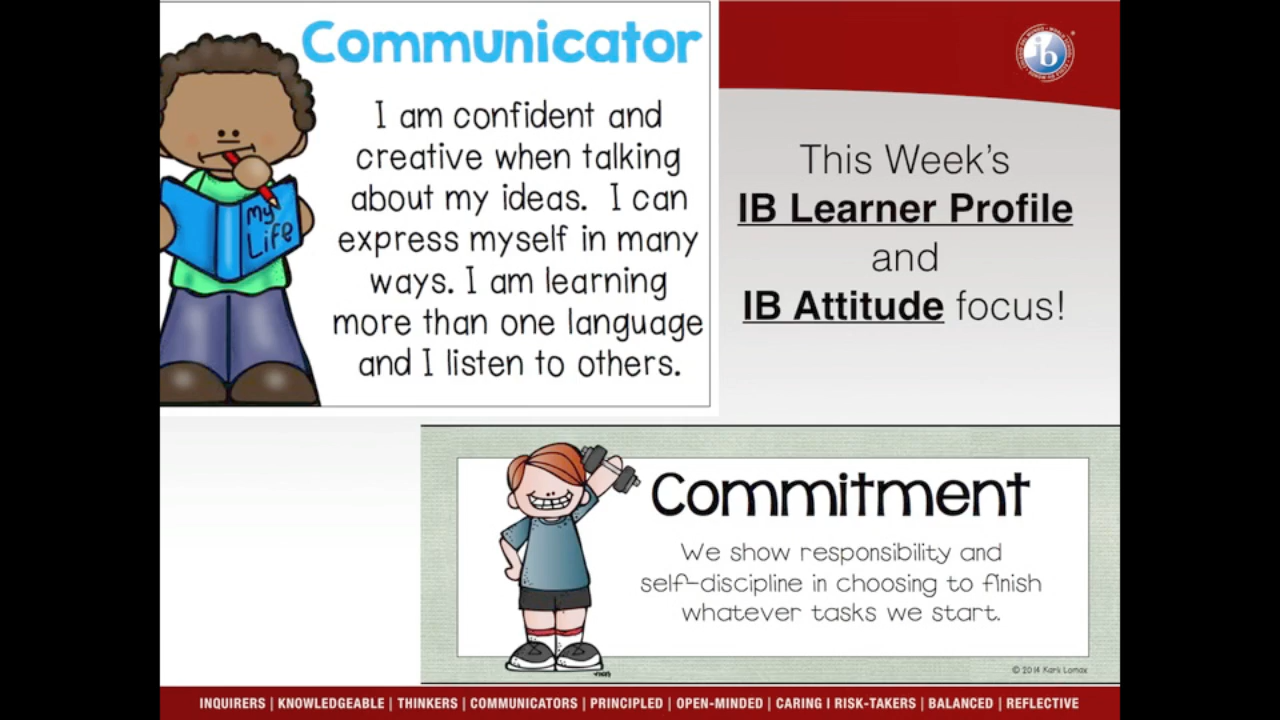 Communicator
I am confident and
creative when talking
about my ideas. I can
express myself in many
ways. I am learning
more than one language
and I listen to others.
My
Life
ib
This Week's
IB Learner Profile
and
IB Attitude focus!
Commitment
We show responsibility and
self-discipline in choosing to finish
whatever tasks we start.
© 2014 Kark Lomax
INQUIRERS | KNOWLEDGEABLE | THINKERS | COMMUNICATORS | PRINCIPLED | OPEN-MINDED | CARING I RISK-TAKERS | BALANCED | REFLECTIVE